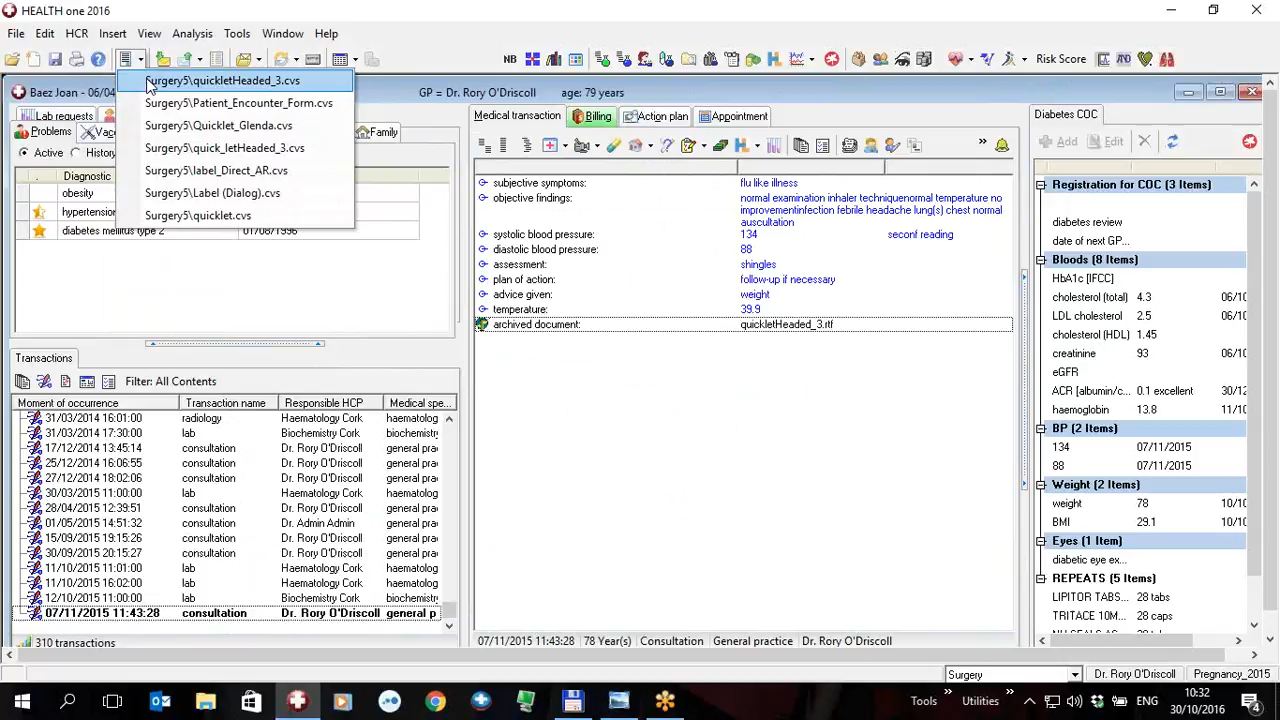 HEALTH one 2016
File Edit HCR Insert View Analysis Tools Window Help
NB Risk Score
Surgery5\quickletHeaded_3.cvs
Surgery5\Patient_Encounter_Form.cvs
Surgery5\Quicklet_Glenda.cvs
Surgery5\quick_letHeaded_3.cvs
Surgery5\label_Direct_AR.cvs
Surgery5\Label (Dialog).cvs
Surgery5\quicklet.cvs
Baez Joan - 06/04 GP = Dr. Rory O'Driscoll age: 79 years
Lab requests
Problems Vacc Family
Active History
Diagnostic
obesity
hypertension
diabetes mellitus type 2 01/08/1996
Medical transaction Billing Action plan Appointment
subjective symptoms: flu like illness
objective findings: normal examination inhaler techniquenormal temperature no
improvementinfection febrile headache lung(s) chest normal
auscultation
systolic blood pressure: 134 seconf reading
diastolic blood pressure: 88
assessment: shingles
plan of action: follow-up if necessary
advice given: weight
temperature: 39.9
archived document: quickletHeaded_3.rtf
Diabetes COC
Add Edit
Registration for COC (3 Items)
diabetes review
date of next GP...
Bloods (8 Items)
HbA1c [IFCC]
cholesterol (total) 4.3 06/10
LDL cholesterol 2.5 06/10
cholesterol (HDL) 1.45
creatinine 93 06/10
eGFR
ACR [albumin/c... 0.1 excellent 30/12
haemoglobin 13.8 11/10
BP (2 Items)
134 07/11/2015
88 07/11/2015
Weight (2 Items)
weight 78 10/10
BMI 29.1 10/10
Eyes (1 Item)
diabetic eye ex...
REPEATS (5 Items)
LIPITOR TABS... 28 tabs
TRITACE 10M... 28 caps
Transactions
Filter: All Contents
Moment of occurrence Transaction name Responsible HCP Medical spe...
31/03/2014 16:01:00 radiology Haematology Cork haematolog
31/03/2014 17:30:00 lab Biochemistry Cork biochemistry
17/12/2014 13:45:14 consultation Dr. Rory O'Driscoll general pra
25/12/2014 16:06:55 consultation Dr. Rory O'Driscoll general pra
27/12/2014 18:02:06 consultation Dr. Rory O'Driscoll general pra
30/03/2015 11:00:00 lab Haematology Cork haematolog
28/04/2015 12:39:51 consultation Dr. Rory O'Driscoll general pra
01/05/2015 14:51:32 consultation Dr. Admin Admin general pra
15/09/2015 19:15:26 consultation Dr. Rory O'Driscoll general pra
30/09/2015 20:15:27 consultation Dr. Rory O'Driscoll general pra
11/10/2015 11:01:00 lab Haematology Cork haematolog
11/10/2015 16:02:00 lab Haematology Cork haematolog
12/10/2015 11:00:00 lab Biochemistry Cork biochemistry
07/11/2015 11:43:28 consultation Dr. Rory O'Driscoll general p
310 transactions
07/11/2015 11:43:28 78 Year(s) Consultation General practice Dr. Rory O'Driscoll
Surgery Dr. Rory O'Driscoll Pregnancy_2015
Tools Utilities ENG 10:32
30/10/2016